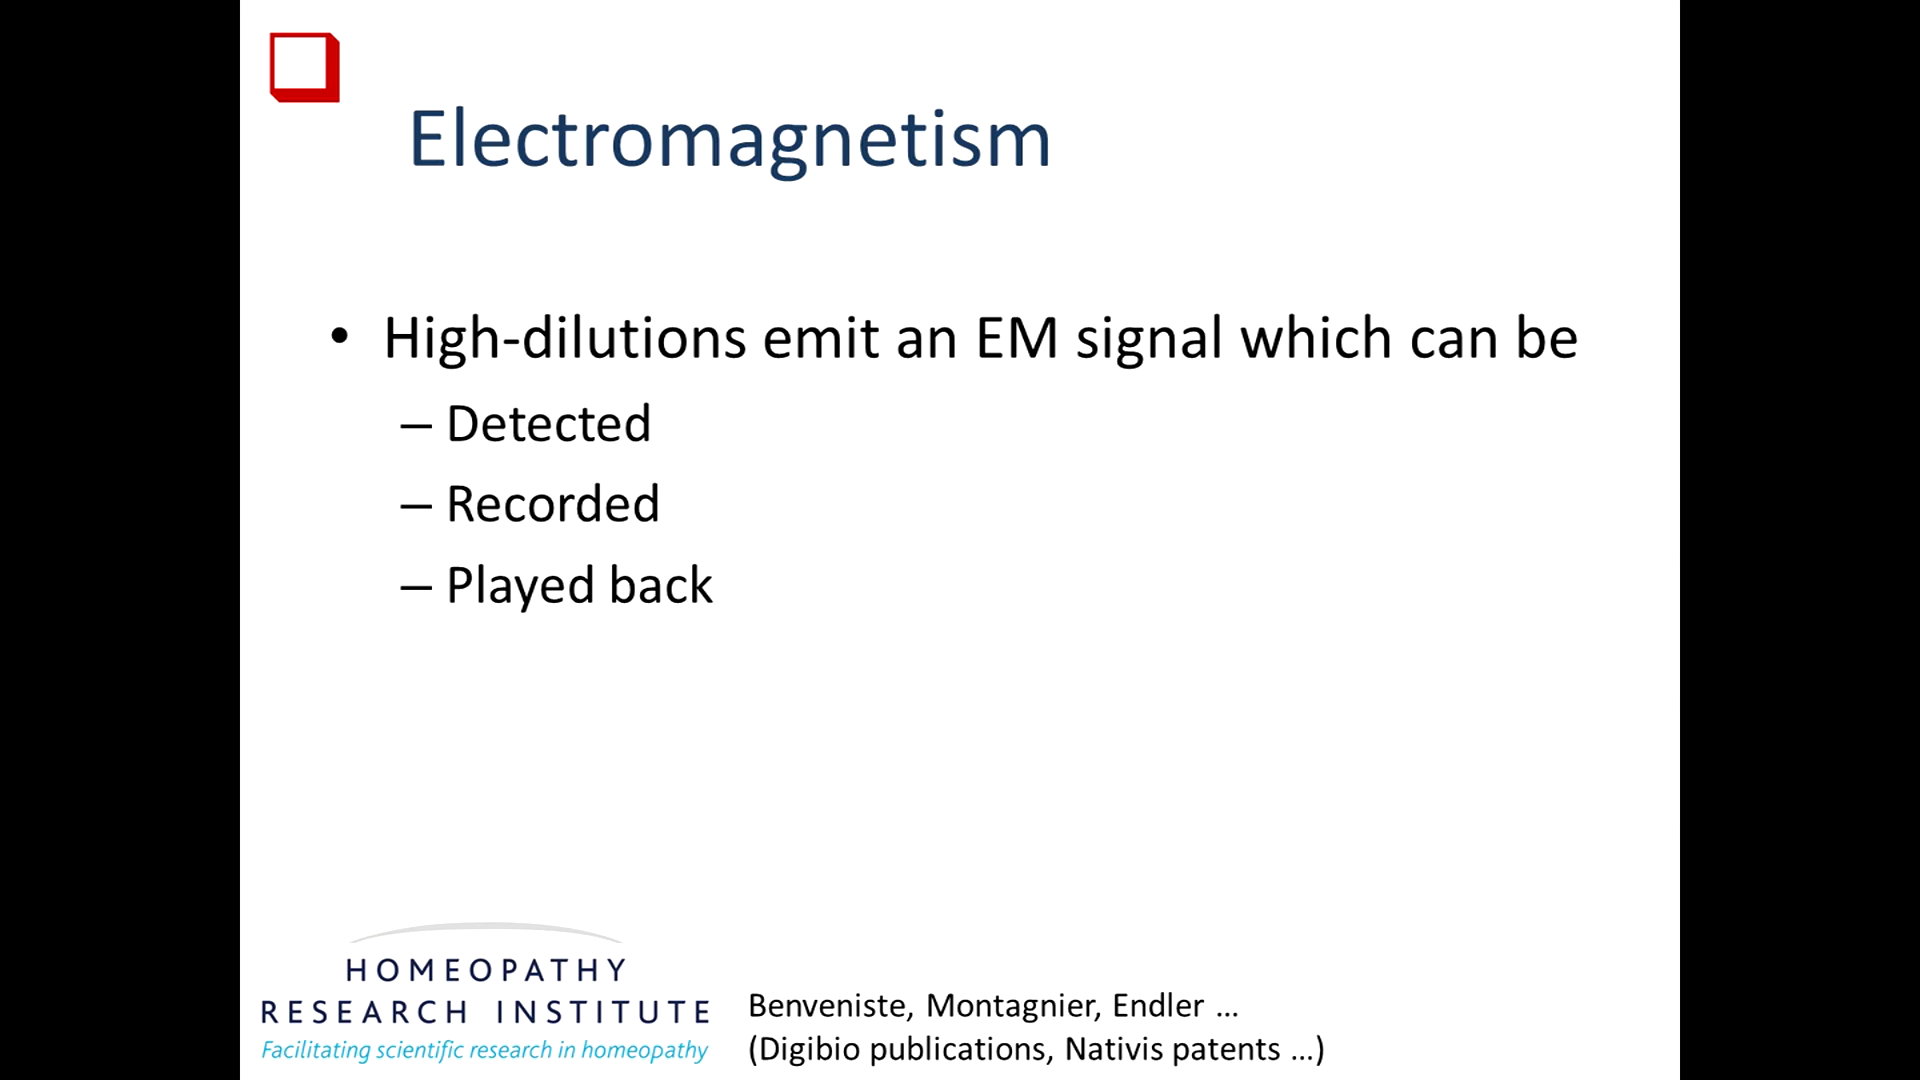 Electromagnetism
• High-dilutions emit an EM signal which can be
– Detected
– Recorded
– Played back
HOMEOPATHY
RESEARCH INSTITUTE
Facilitating scientific research in homeopathy
Benveniste, Montagnier, Endler ...
(Digibio publications, Nativis patents ...)